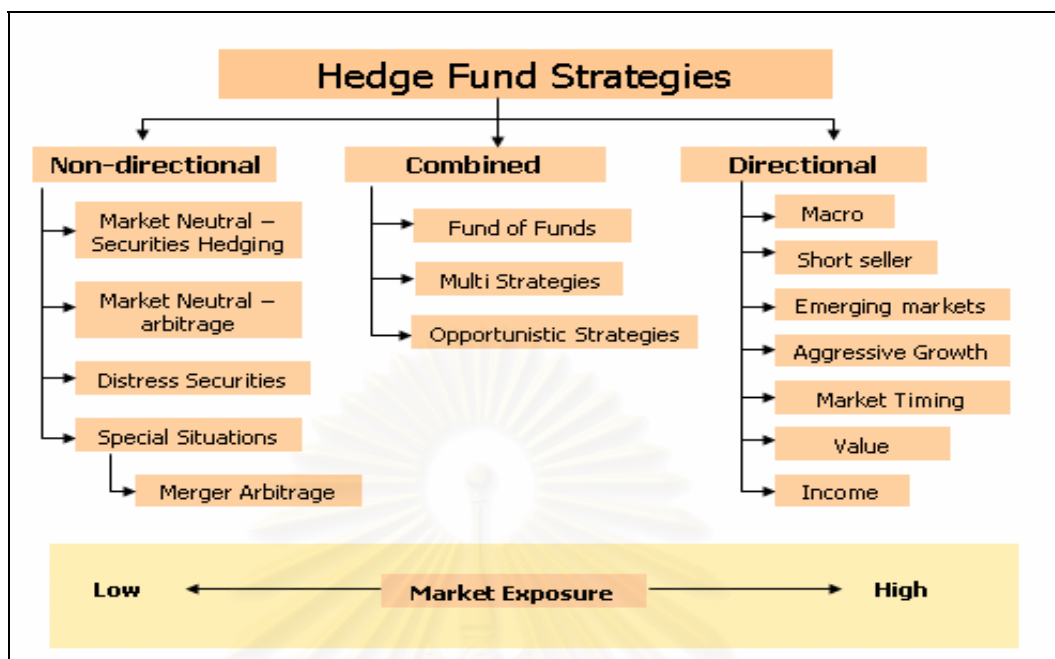 Hedge Fund Strategies
Non-directional
Market Neutral –
Securities Hedging
Market Neutral –
arbitrage
Distress Securities
Special Situations
Merger Arbitrage
Combined
Fund of Funds
Multi Strategies
Opportunistic Strategies
Directional
Macro
Short seller
Emerging markets
Aggressive Growth
Market Timing
Value
Income
Low
Market Exposure
High